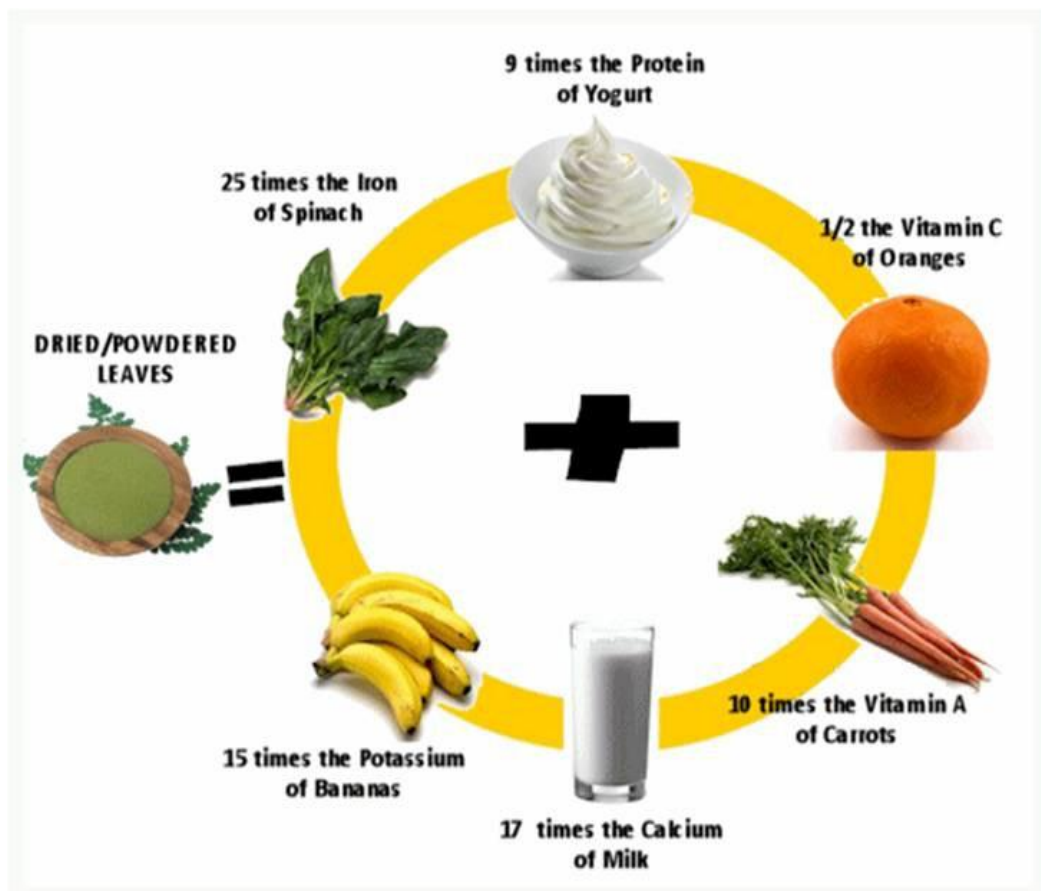 9 times the Protein
of Yogurt
25 times the Iron
of Spinach
1/2 the Vitamin C
of Oranges
DRIED/POWDERED
LEAVES
=
+
10 times the Vitamin A
of Carrots
15 times the Potassium
of Bananas
17 times the Calcium
of Milk